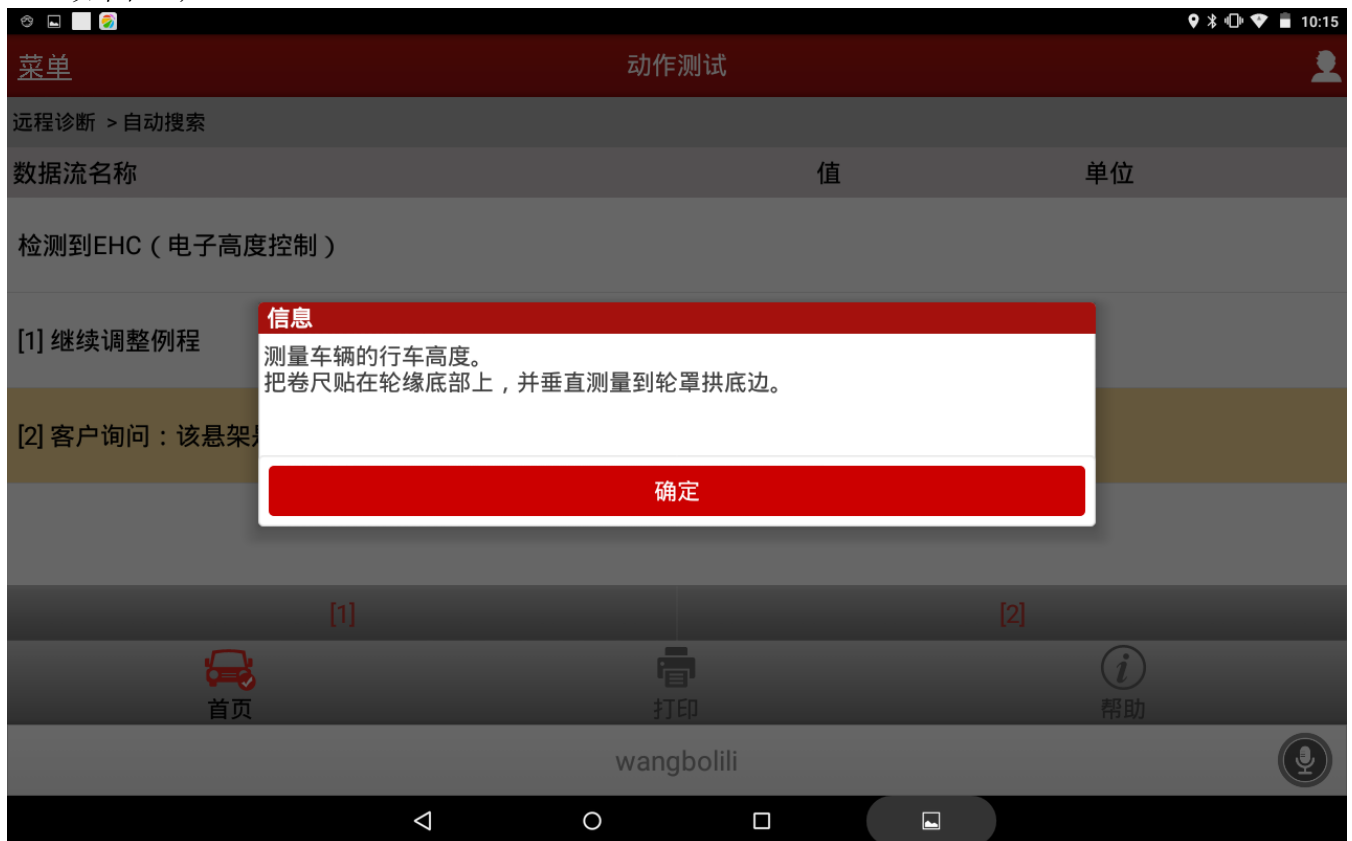 10:15
菜单
动作测试
远程诊断 >自动搜索
数据流名称 值 单位
检测到EHC（电子高度控制）
[1] 继续调整例程
信息
测量车辆的行车高度。
把卷尺贴在轮缘底部上，并垂直测量到轮罩拱底边。
[2] 客户询问：该悬架
确定
[1] [2]
首页 打印 帮助
wangbolili